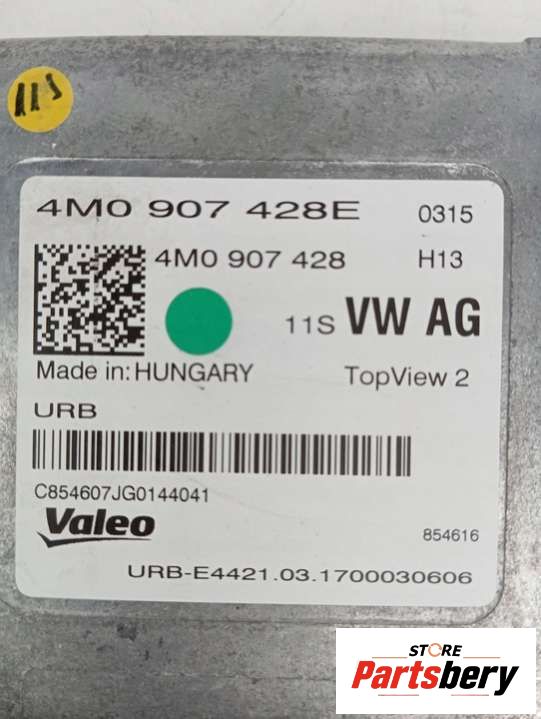 11S
4M0 907 428E 0315
4M0 907 428 H13
11S VW AG
Made in: HUNGARY TopView 2
URB
C854607JG0144041
Valeo 854616
URB-E4421.03.1700030606
STORE
Partsbery